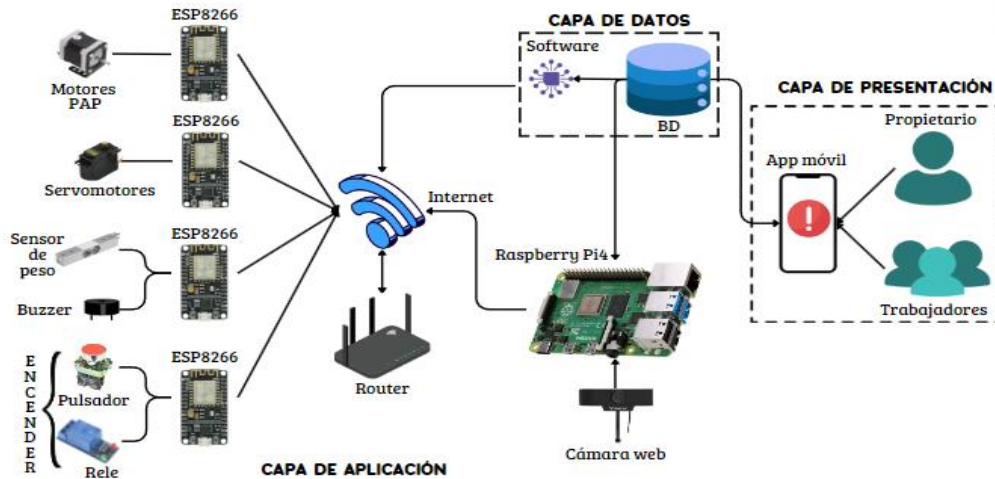 ESP8266
Motores
PAP
ESP8266
Servomotores
Sensor
de
peso
ESP8266
Buzzer
ENCENDER
ESP8266
Pulsador
Rele
CAPA DE APLICACIÓN
Internet
Router
CAPA DE DATOS
Software
BD
Raspberry Pi4
Cámara web
CAPA DE PRESENTACIÓN
Propietario
App móvil
Trabajadores